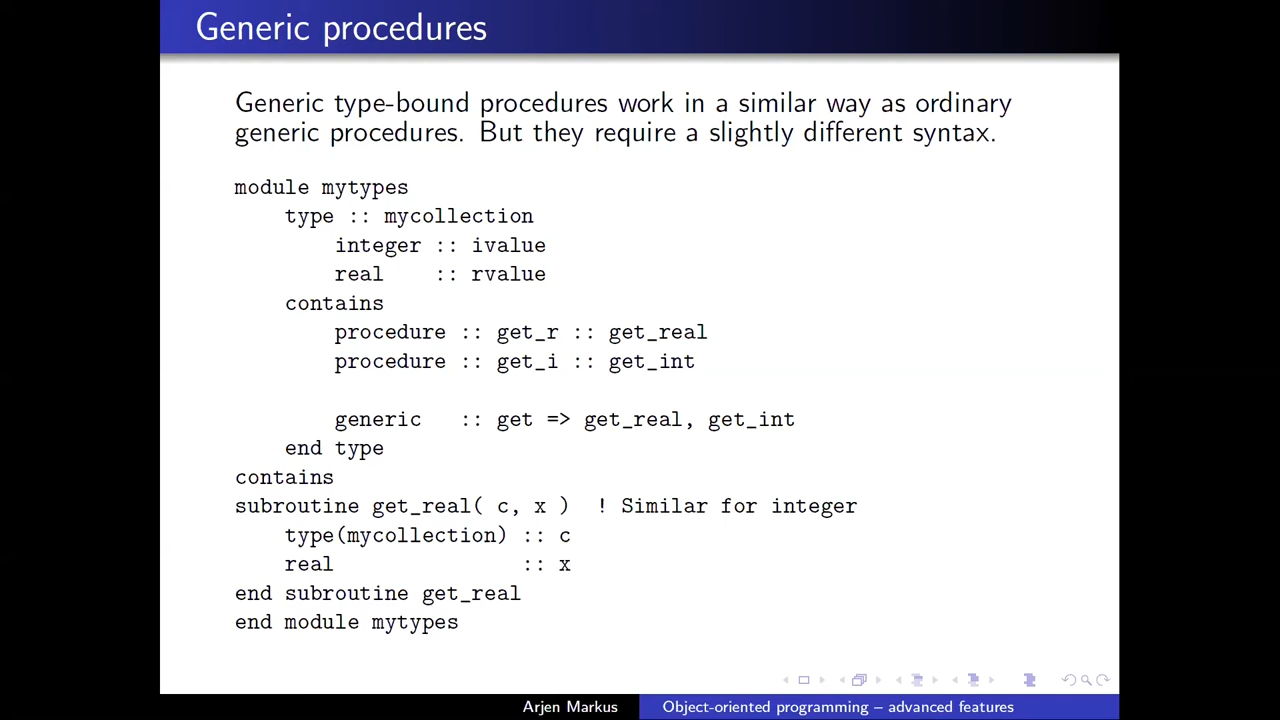 Generic procedures
Generic type-bound procedures work in a similar way as ordinary
generic procedures. But they require a slightly different syntax.
module mytypes
    type :: mycollection
        integer :: ivalue
        real    :: rvalue
    contains
        procedure :: get_r :: get_real
        procedure :: get_i :: get_int
        generic   :: get => get_real, get_int
    end type
contains
subroutine get_real( c, x )  ! Similar for integer
    type(mycollection) :: c
    real               :: x
end subroutine get_real
end module mytypes
Arjen Markus
Object-oriented programming – advanced features